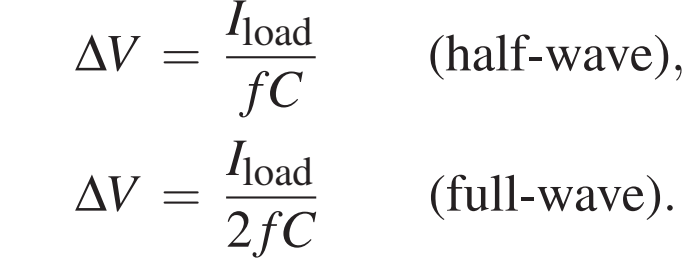 ΔV = I_load / fC (half-wave),
ΔV = I_load / 2fC (full-wave).